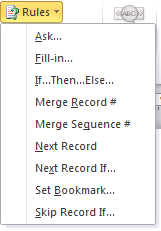 Rules
«ABC»
Ask...
Fill-in...
If...Then...Else...
Merge Record #
Merge Sequence #
Next Record
Next Record If...
Set Bookmark...
Skip Record If...